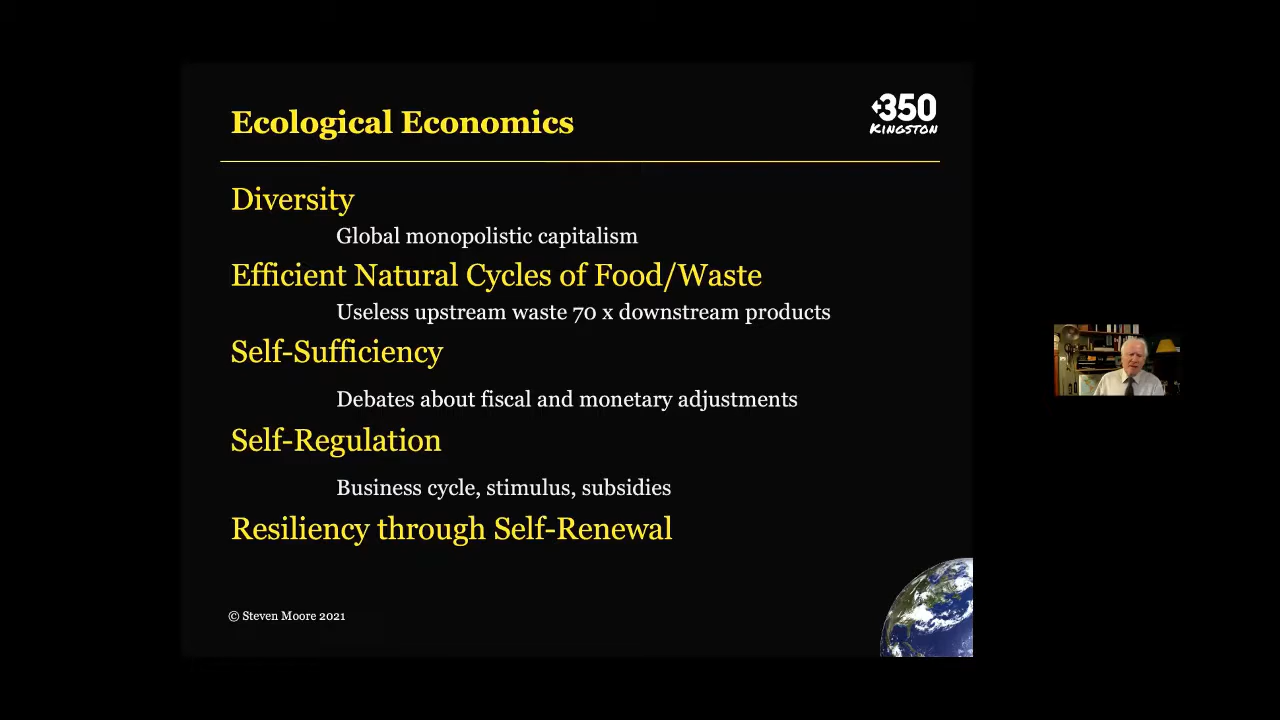 Ecological Economics
350
Kingston
Diversity
Global monopolistic capitalism
Efficient Natural Cycles of Food/Waste
Useless upstream waste 70 x downstream products
Self-Sufficiency
Debates about fiscal and monetary adjustments
Self-Regulation
Business cycle, stimulus, subsidies
Resiliency through Self-Renewal
© Steven Moore 2021